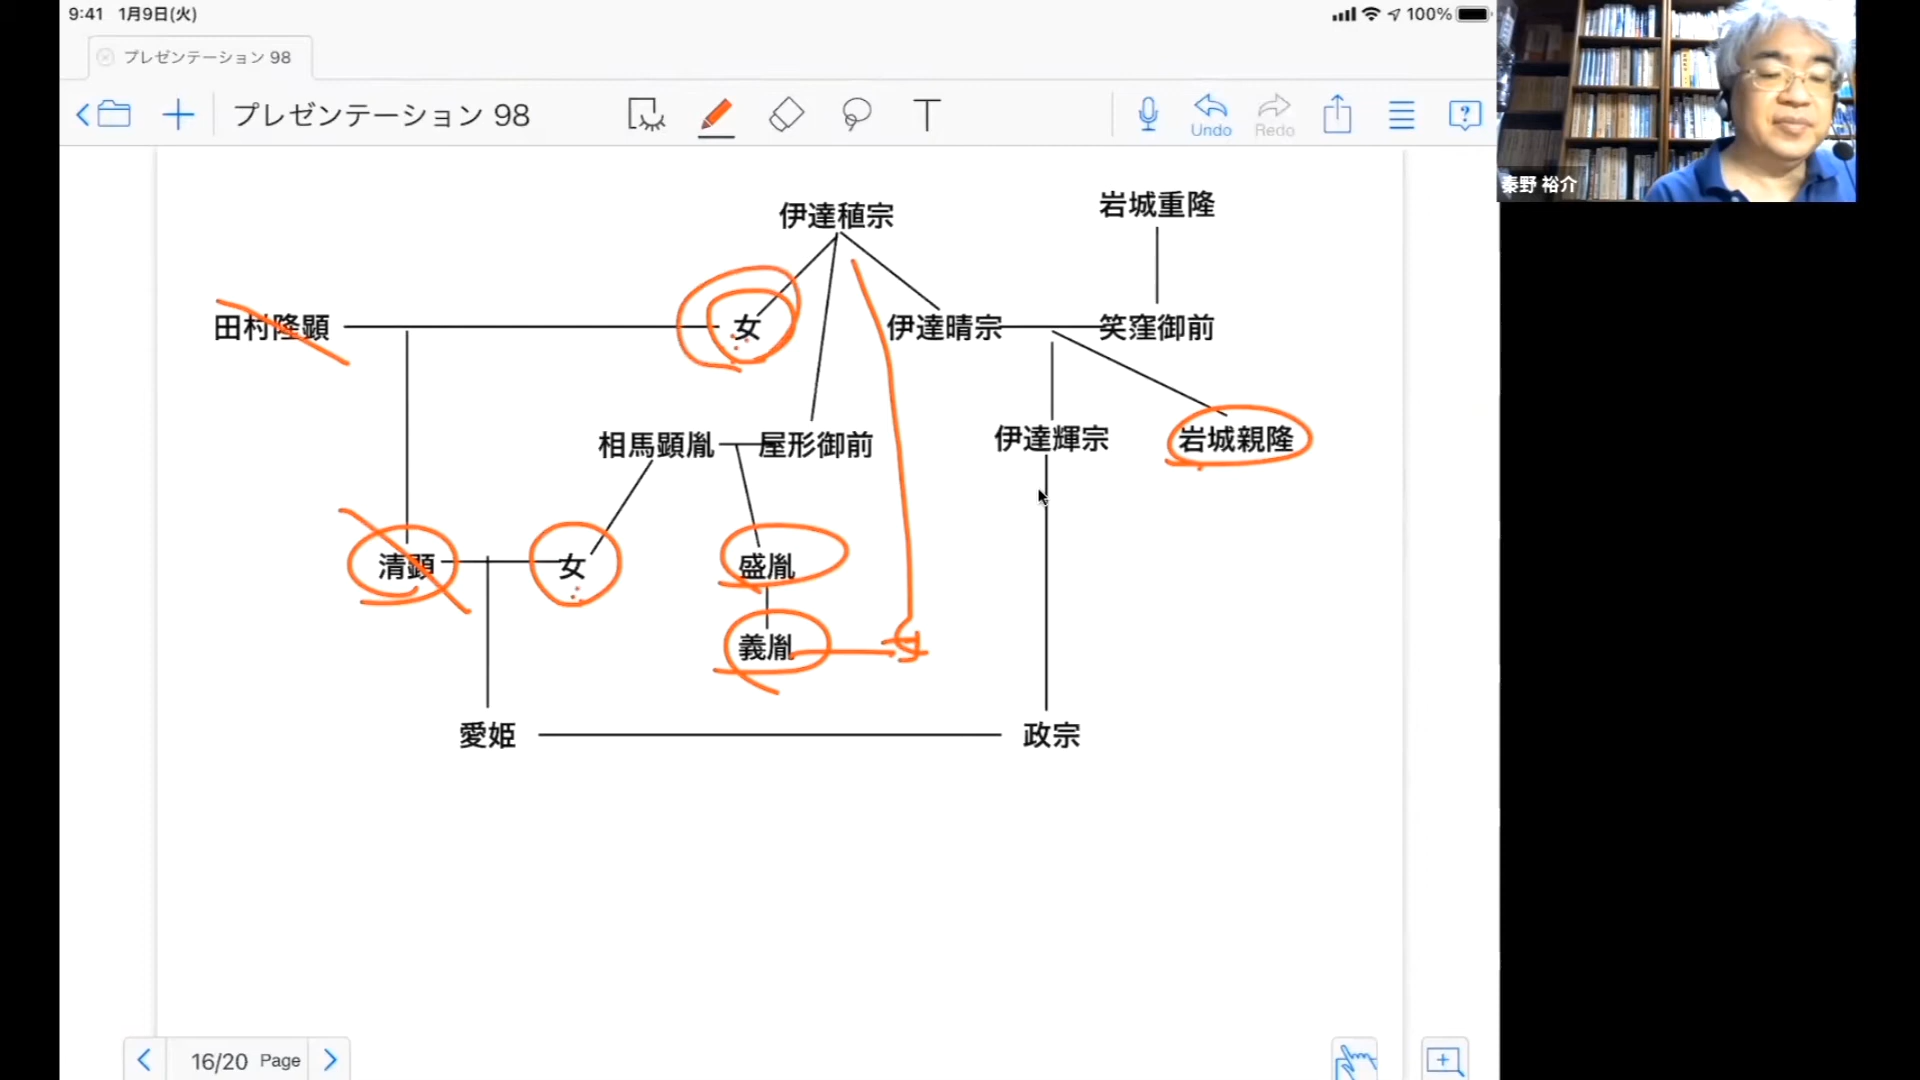 9:41 1月9日(火)
100%
プレゼンテーション 98
プレゼンテーション 98
T
Undo
Redo
?
秦野 裕介
伊達稙宗
岩城重隆
田村隆顕
女
伊達晴宗
笑窪御前
相馬顕胤
屋形御前
伊達輝宗
岩城親隆
清顕
女
盛胤
義胤
愛姫
政宗
16/20 Page